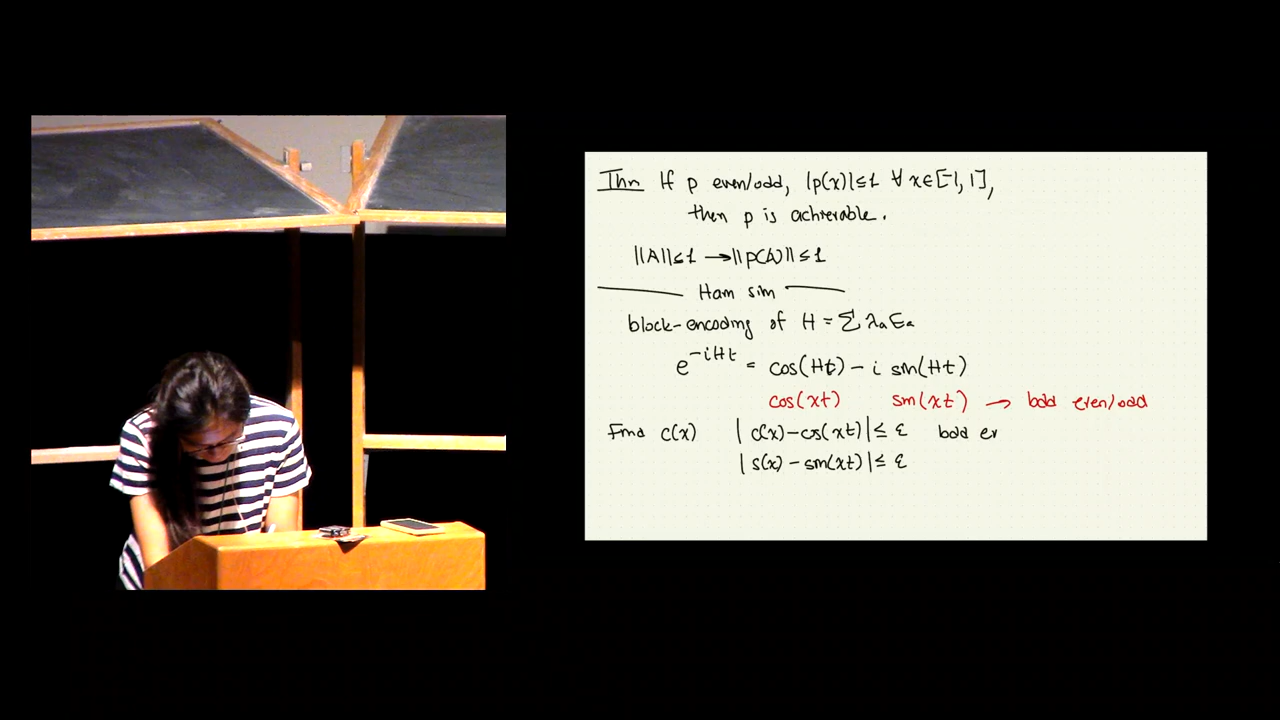 Thm If p even/odd, |p(x)|≤1 ∀ x∈[-1,1],
then p is achievable.
||A||≤1 → ||p(A)|| ≤ 1
Ham sim
block-encoding of H = Σ λₐ Eₐ
e^{-iHt} = cos(Ht) - i sin(Ht)
cos(xt) sin(xt) → bdd even/odd
Find c(x) | c(x) - cos(xt) | ≤ ε bdd ev
| s(x) - sin(xt) | ≤ ε